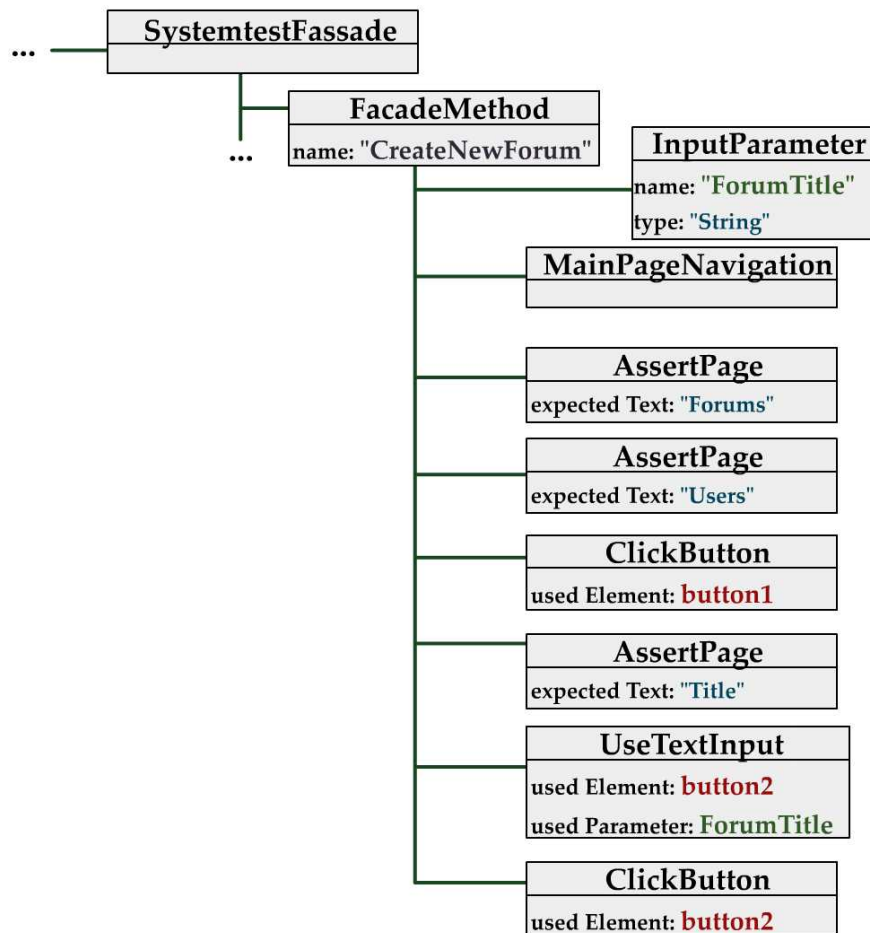 SystemtestFassade
...
FacadeMethod
name: "CreateNewForum"
...
InputParameter
name: "ForumTitle"
type: "String"
MainPageNavigation
AssertPage
expected Text: "Forums"
AssertPage
expected Text: "Users"
ClickButton
used Element: button1
AssertPage
expected Text: "Title"
UseTextInput
used Element: button2
used Parameter: ForumTitle
ClickButton
used Element: button2